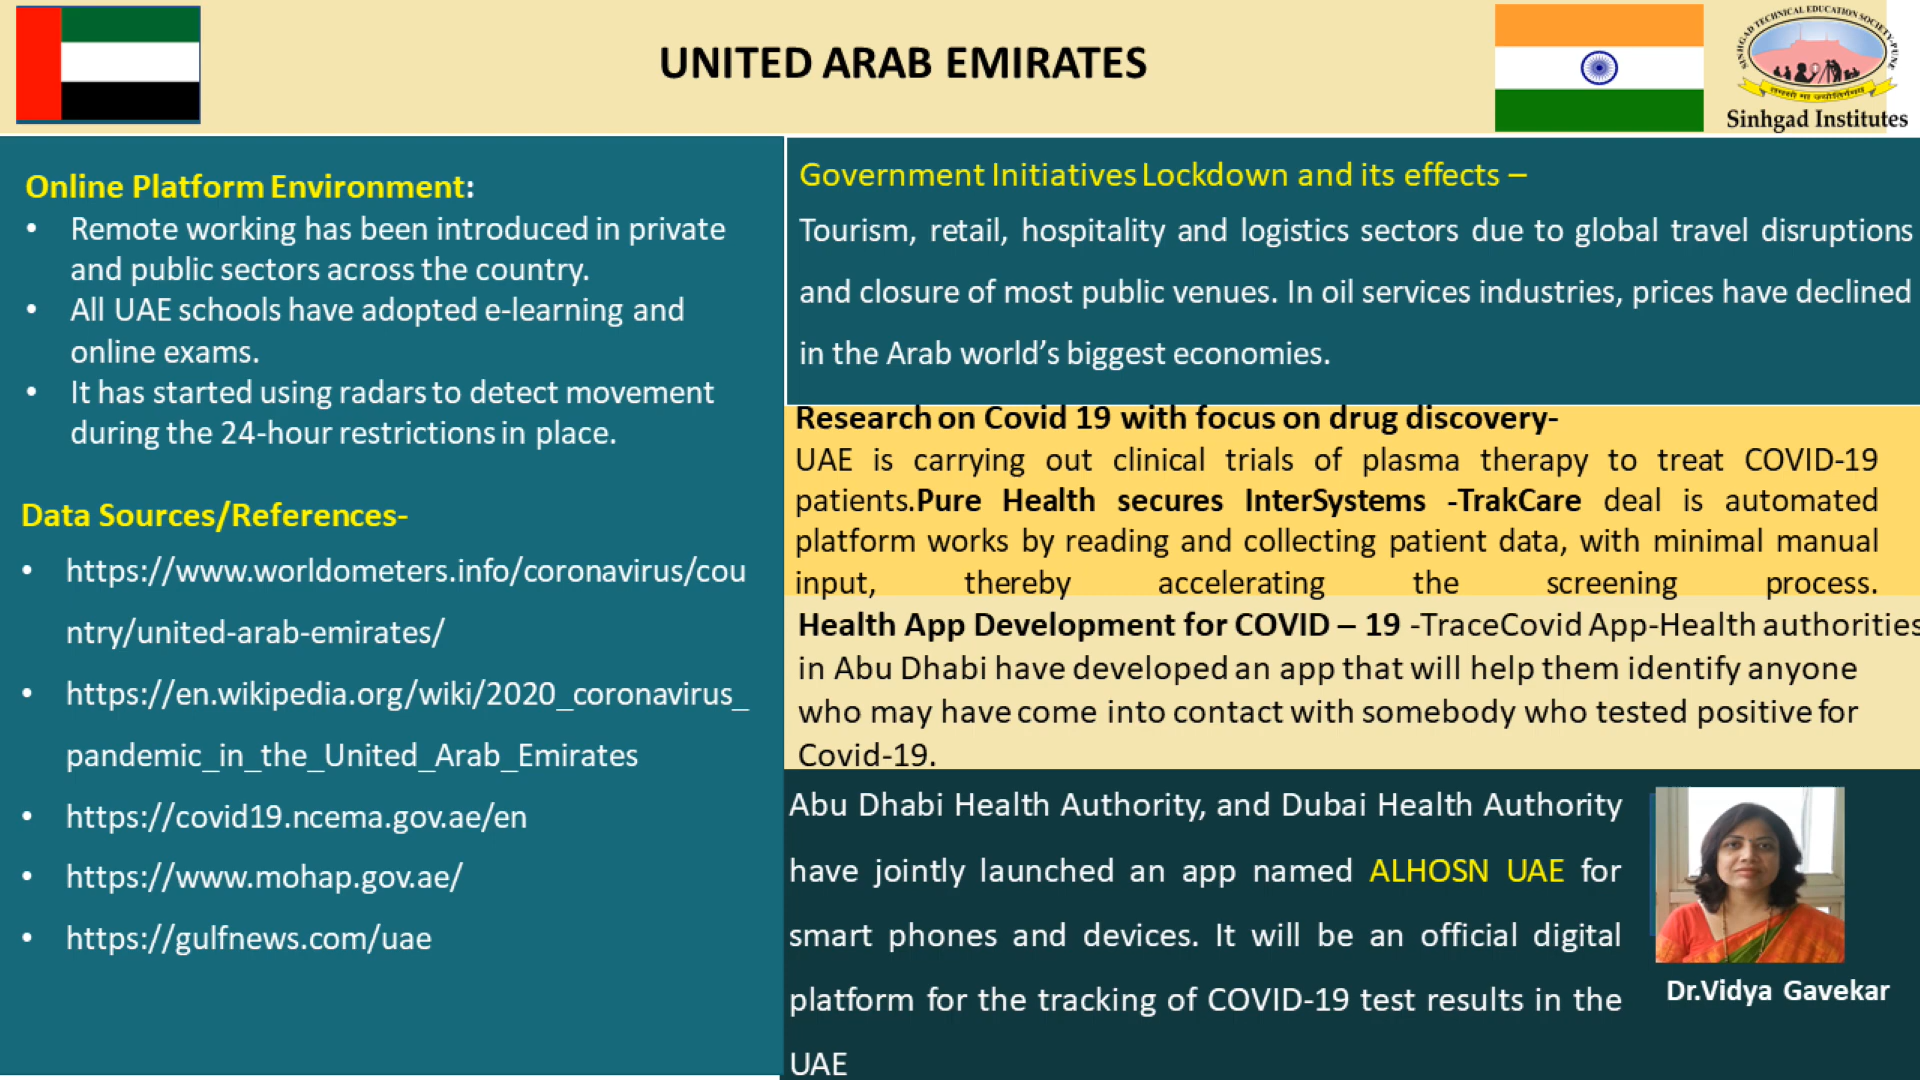 UNITED ARAB EMIRATES
SINHGAD TECHNICAL EDUCATION SOCIETY-PUNE
तमसो मा ज्योतिर्गमय
Sinhgad Institutes
Online Platform Environment:
• Remote working has been introduced in private
and public sectors across the country.
• All UAE schools have adopted e-learning and
online exams.
• It has started using radars to detect movement
during the 24-hour restrictions in place.
Data Sources/References-
• https://www.worldometers.info/coronavirus/cou
ntry/united-arab-emirates/
• https://en.wikipedia.org/wiki/2020_coronavirus_
pandemic_in_the_United_Arab_Emirates
• https://covid19.ncema.gov.ae/en
• https://www.mohap.gov.ae/
• https://gulfnews.com/uae
Government Initiatives Lockdown and its effects –
Tourism, retail, hospitality and logistics sectors due to global travel disruptions
and closure of most public venues. In oil services industries, prices have declined
in the Arab world’s biggest economies.
Research on Covid 19 with focus on drug discovery-
UAE is carrying out clinical trials of plasma therapy to treat COVID-19
patients.Pure Health secures InterSystems -TrakCare deal is automated
platform works by reading and collecting patient data, with minimal manual
input, thereby accelerating the screening process.
Health App Development for COVID – 19 -TraceCovid App-Health authorities
in Abu Dhabi have developed an app that will help them identify anyone
who may have come into contact with somebody who tested positive for
Covid-19.
Abu Dhabi Health Authority, and Dubai Health Authority
have jointly launched an app named ALHOSN UAE for
smart phones and devices. It will be an official digital
platform for the tracking of COVID-19 test results in the
UAE
Dr.Vidya Gavekar